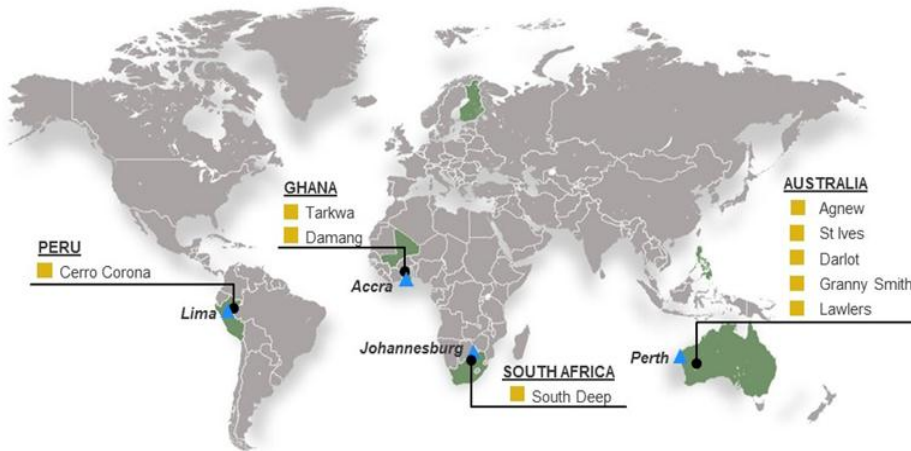 GHANA
Tarkwa
Damang
AUSTRALIA
Agnew
St Ives
Darlot
Granny Smith
Lawlers
PERU
Cerro Corona
Accra
Lima
Johannesburg
Perth
SOUTH AFRICA
South Deep